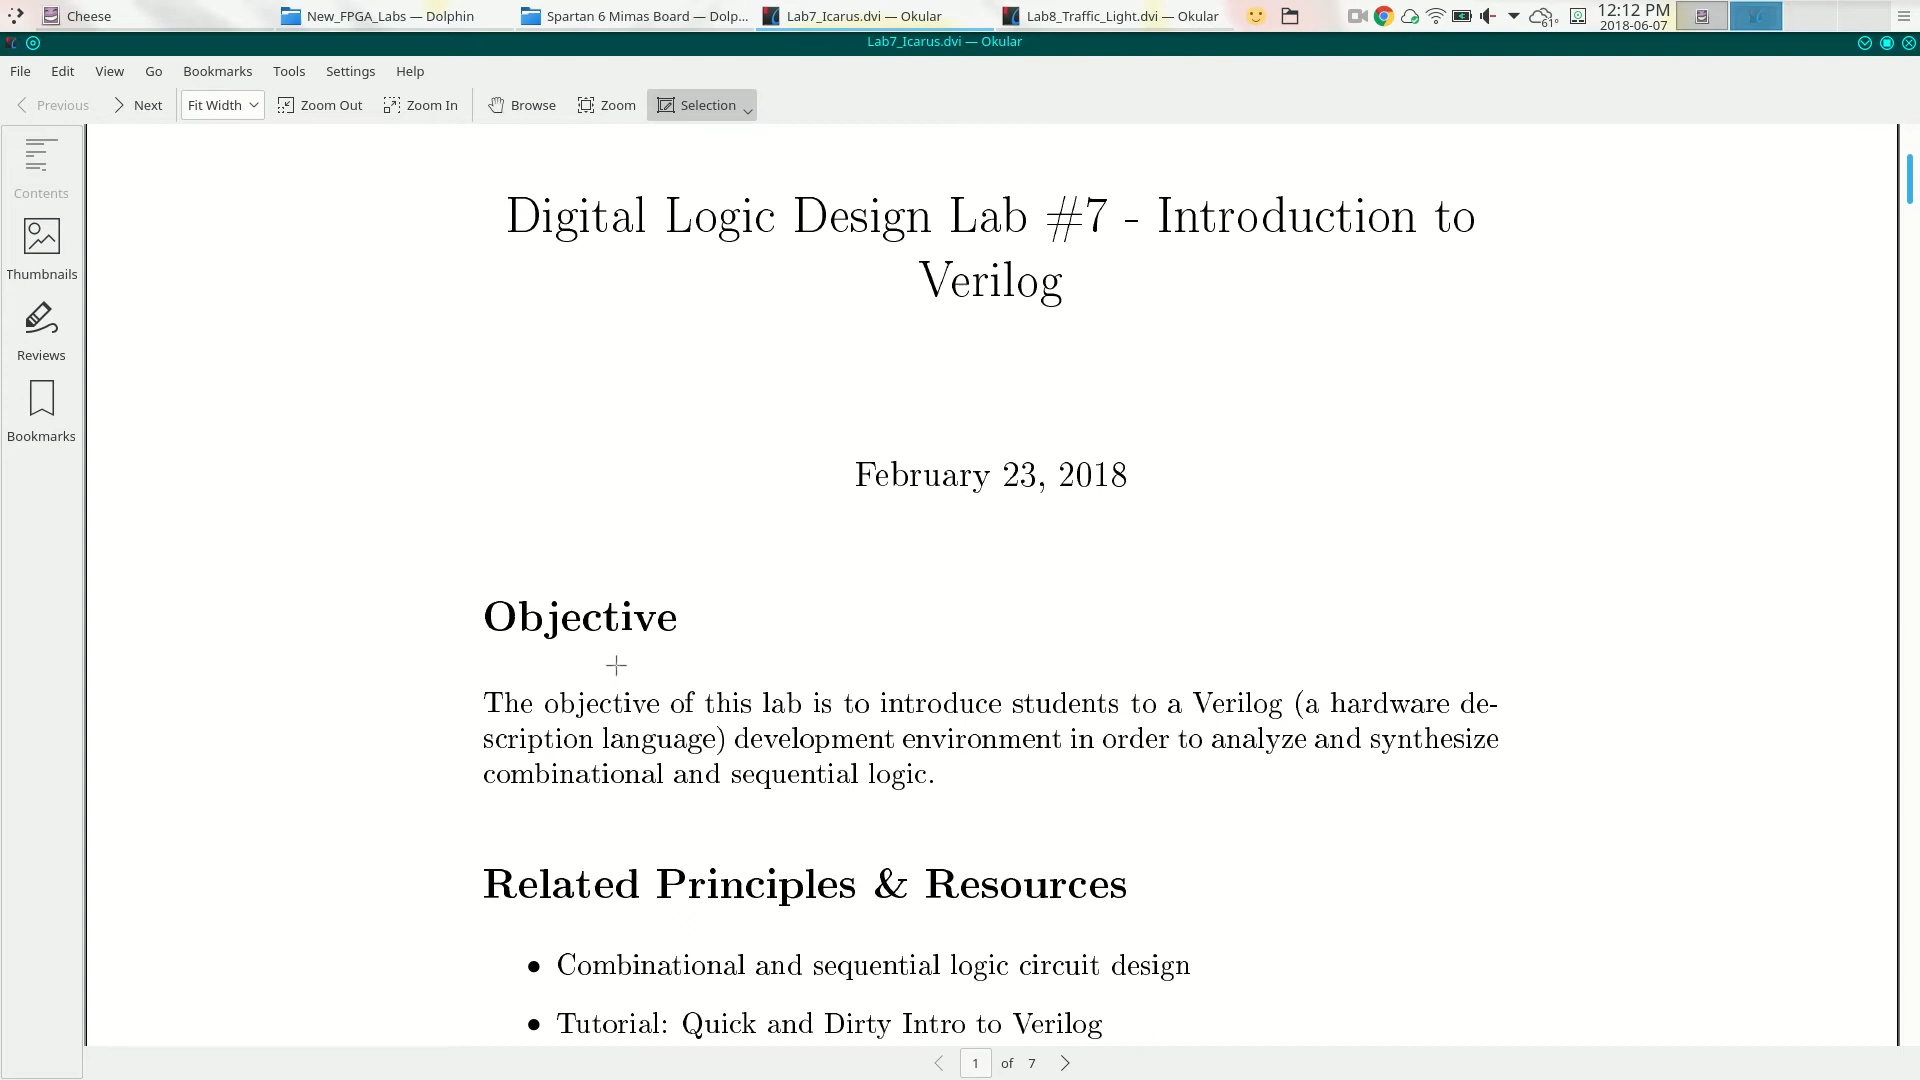 Cheese New_FPGA_Labs — Dolphin Spartan 6 Mimas Board — Dolp... Lab7_Icarus.dvi — Okular Lab8_Traffic_Light.dvi — Okular 61° 12:12 PM
2018-06-07
Lab7_Icarus.dvi — Okular
File Edit View Go Bookmarks Tools Settings Help
Previous Next Fit Width Zoom Out Zoom In Browse Zoom Selection
Contents
Thumbnails
Reviews
Bookmarks
Digital Logic Design Lab #7 - Introduction to
Verilog
February 23, 2018
Objective
The objective of this lab is to introduce students to a Verilog (a hardware de-
scription language) development environment in order to analyze and synthesize
combinational and sequential logic.
Related Principles & Resources
• Combinational and sequential logic circuit design
• Tutorial: Quick and Dirty Intro to Verilog
1 of 7